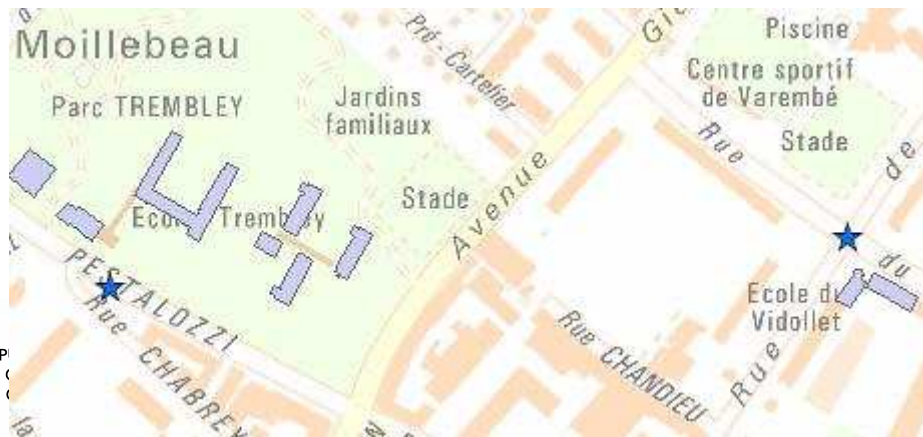 Moillebeau
Parc TREMBLEY
Jardins
familiaux
Pré - Cartelier
Piscine
Centre sportif
de Varembé
Stade
Rue
de
Avenue
Stade
Trembley
PESTALOZZI
Rue CHABREY
Rue CHANDIEU
du
Ecole du
Vidollet
Rue